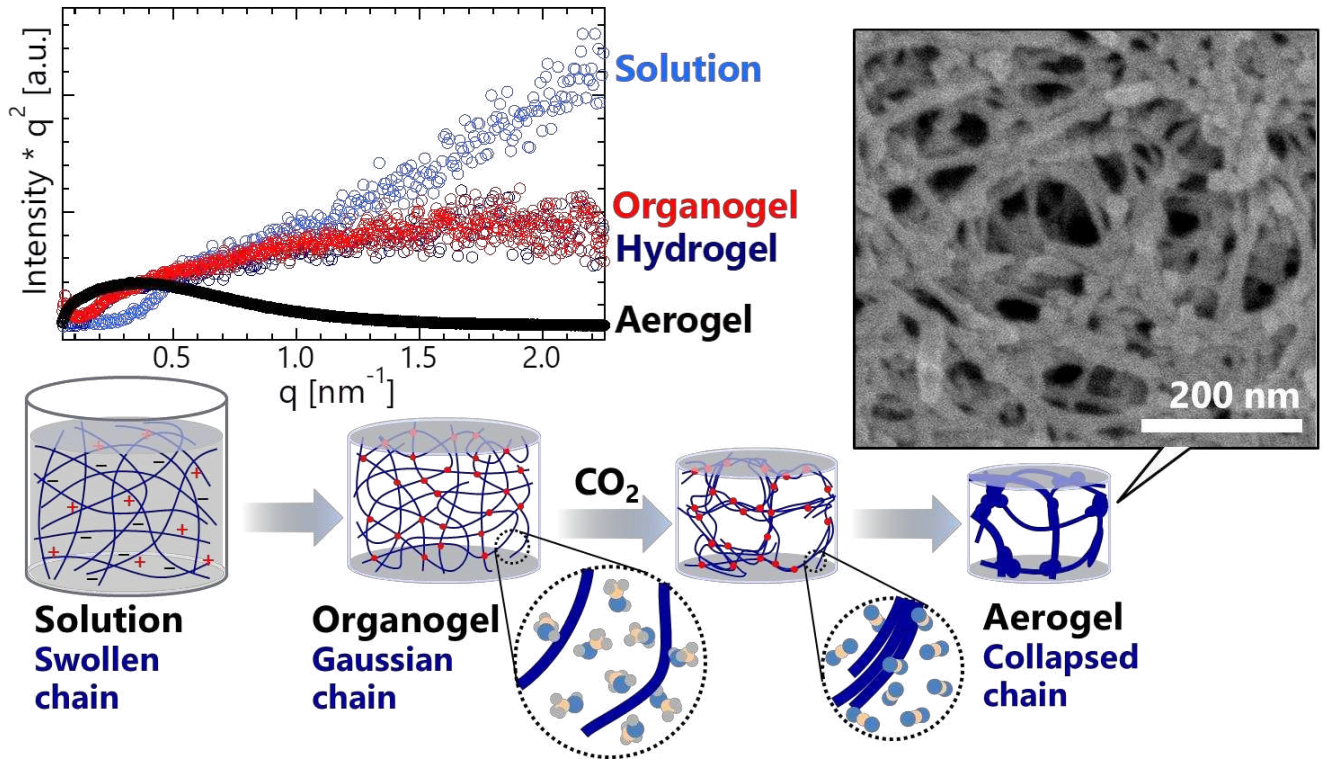 Intensity * q² [a.u.]
Solution
Organogel
Hydrogel
Aerogel
0.5 1.0 1.5 2.0
q [nm⁻¹]
200 nm
CO₂
+ +
− −
+ −
+ +
− −
+
+ +
−
Solution
Swollen
chain
Organogel
Gaussian
chain
Aerogel
Collapsed
chain